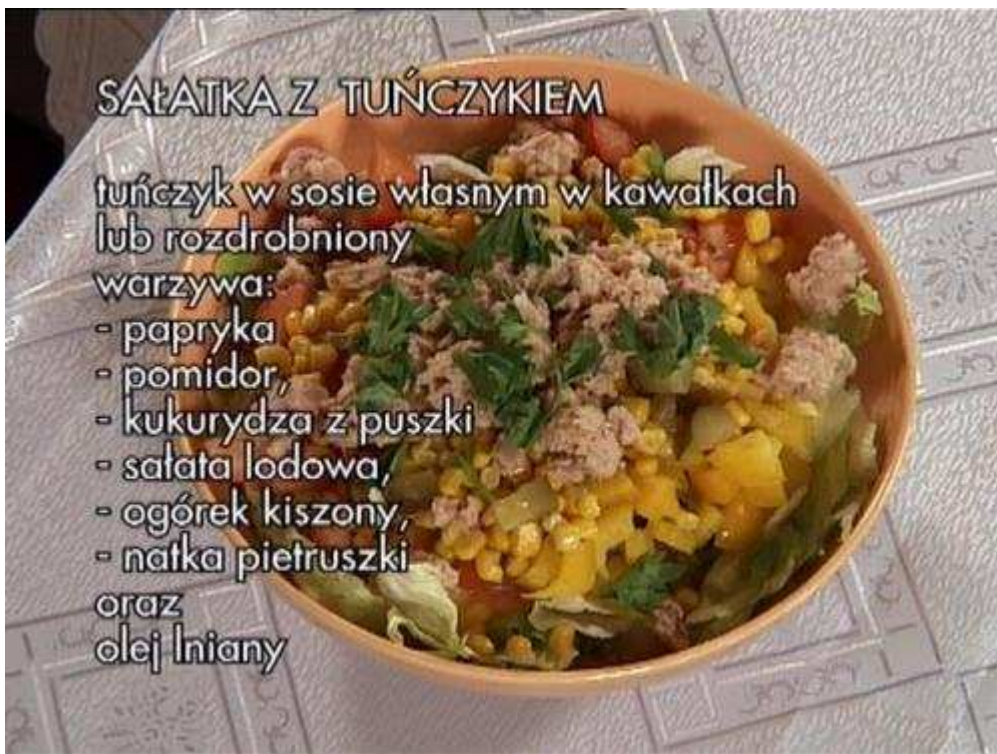 SAŁATKA Z TUŃCZYKIEM
tuńczyk w sosie własnym w kawałkach
lub rozdrobniony
warzywa:
- papryka
- pomidor,
- kukurydza z puszki
- sałata lodowa,
- ogórek kiszony,
- natka pietruszki
oraz
olej lniany